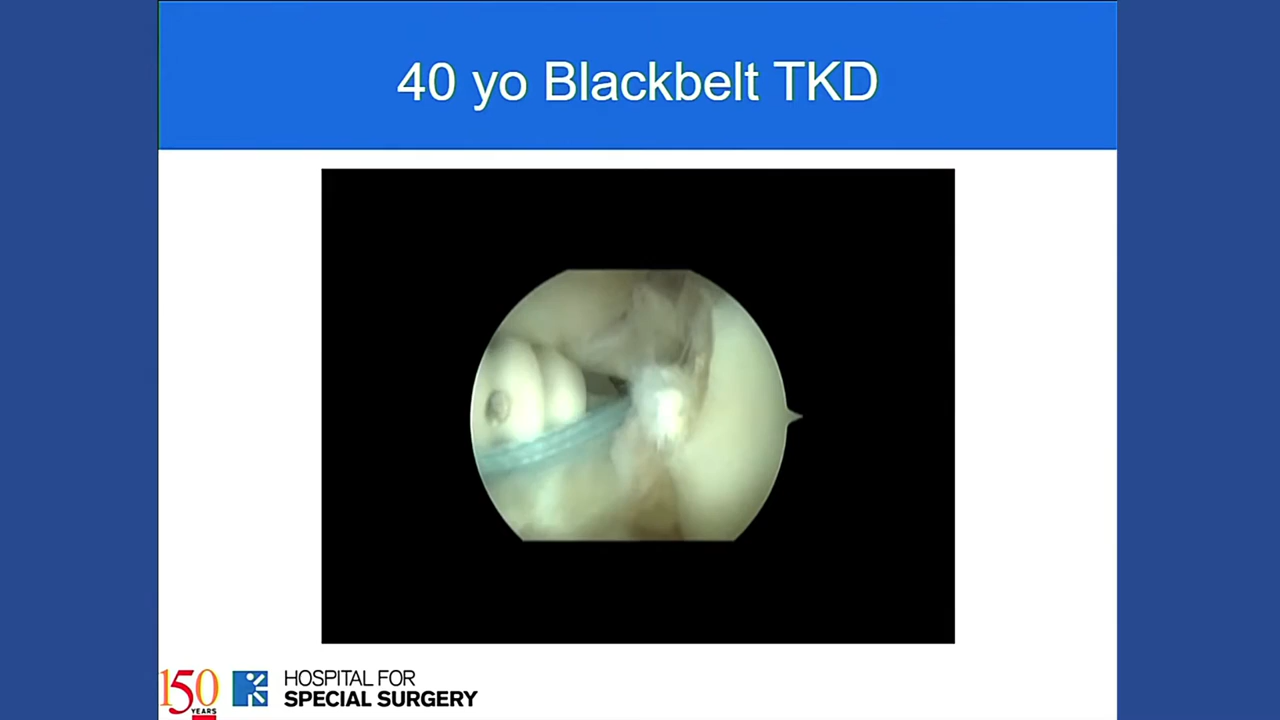 40 yo Blackbelt TKD
150
YEARS
HOSPITAL FOR
SPECIAL SURGERY